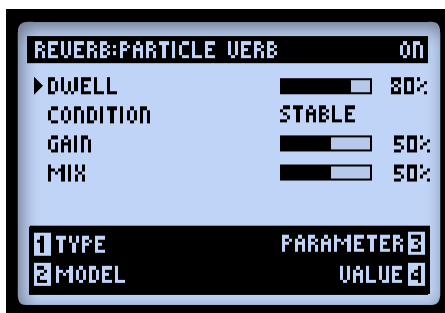 REVERB:PARTICLE VERB ON
DWELL 80%
CONDITION STABLE
GAIN 50%
MIX 50%
1 TYPE PARAMETER 3
2 MODEL VALUE 4